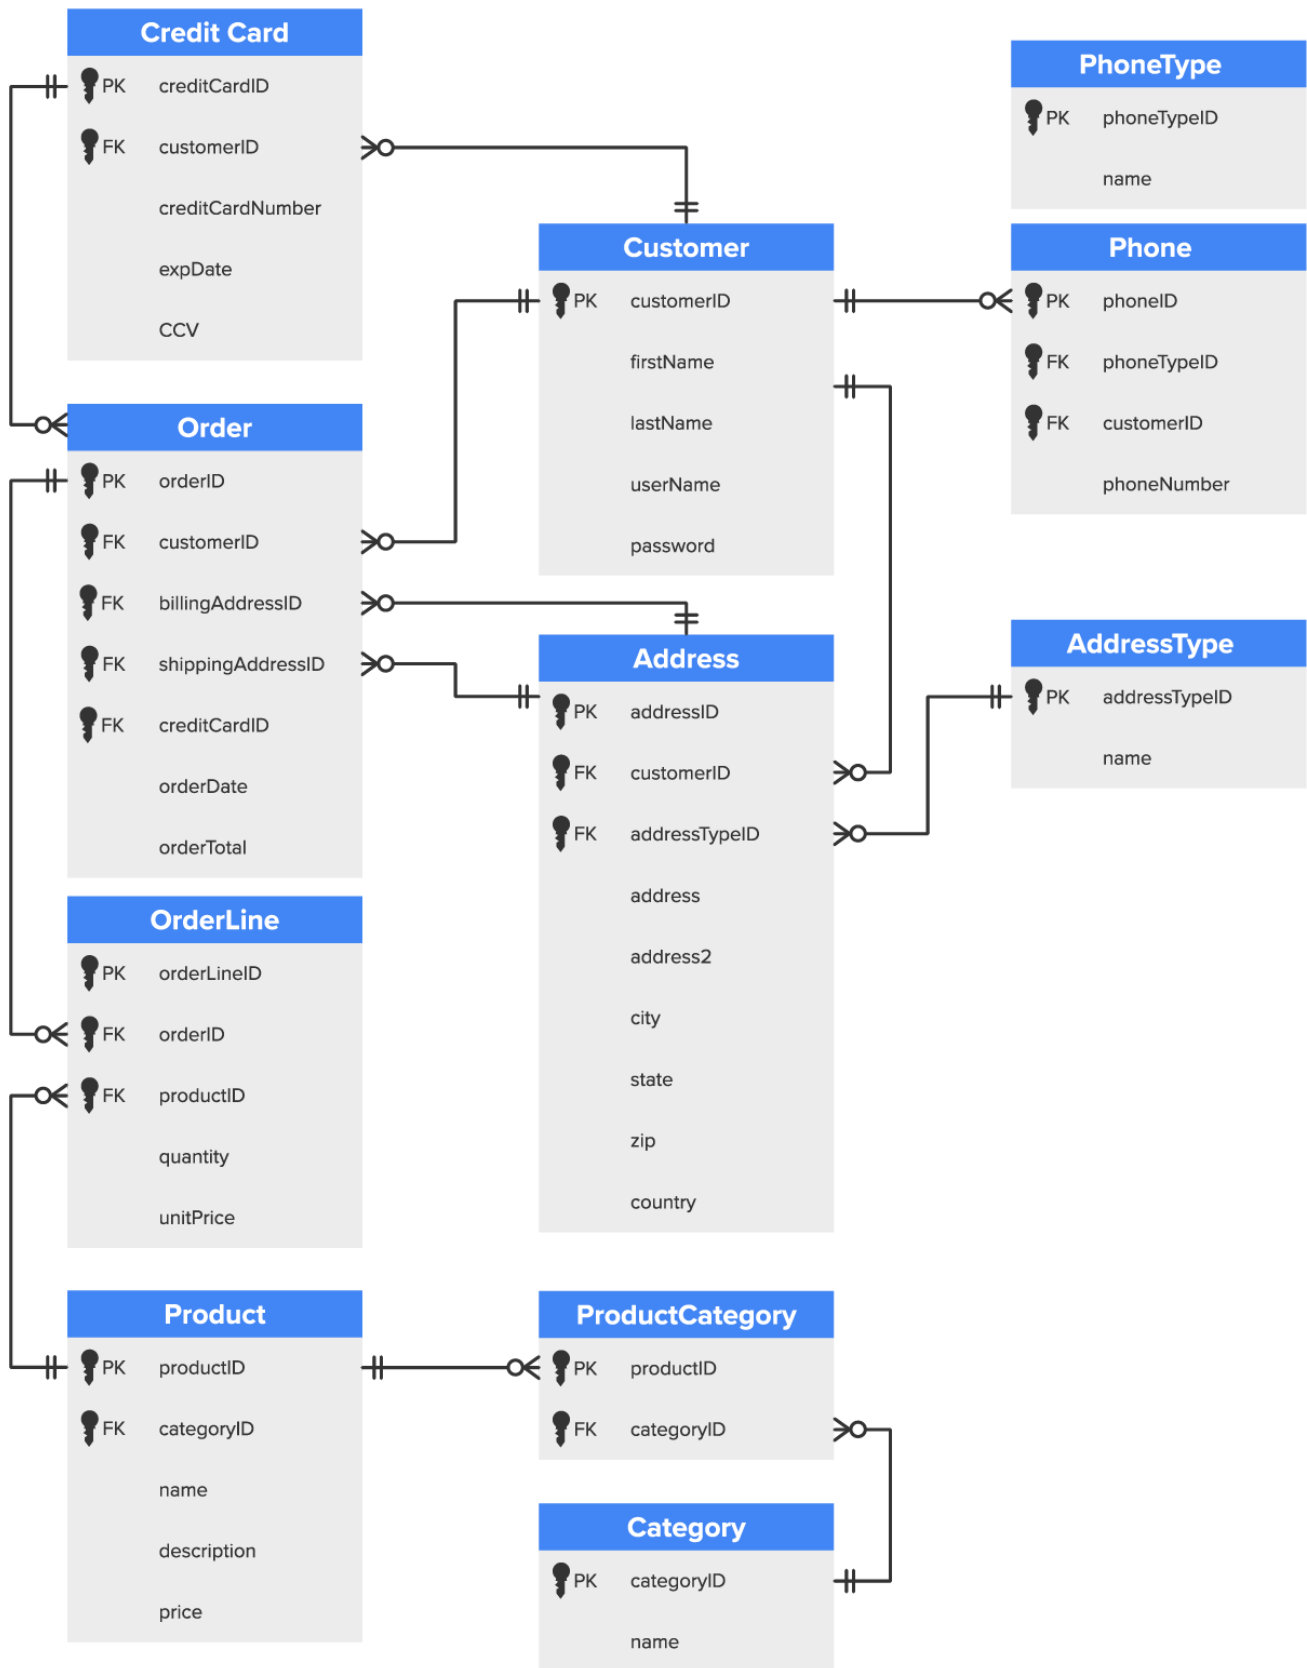 Credit Card
PK creditCardID
FK customerID
creditCardNumber
expDate
CCV
PhoneType
PK phoneTypeID
name
Customer
PK customerID
firstName
lastName
userName
password
Phone
PK phoneID
FK phoneTypeID
FK customerID
phoneNumber
Order
PK orderID
FK customerID
FK billingAddressID
FK shippingAddressID
FK creditCardID
orderDate
orderTotal
Address
PK addressID
FK customerID
FK addressTypeID
address
address2
city
state
zip
country
AddressType
PK addressTypeID
name
OrderLine
PK orderLineID
FK orderID
FK productID
quantity
unitPrice
Product
PK productID
FK categoryID
name
description
price
ProductCategory
PK productID
FK categoryID
Category
PK categoryID
name